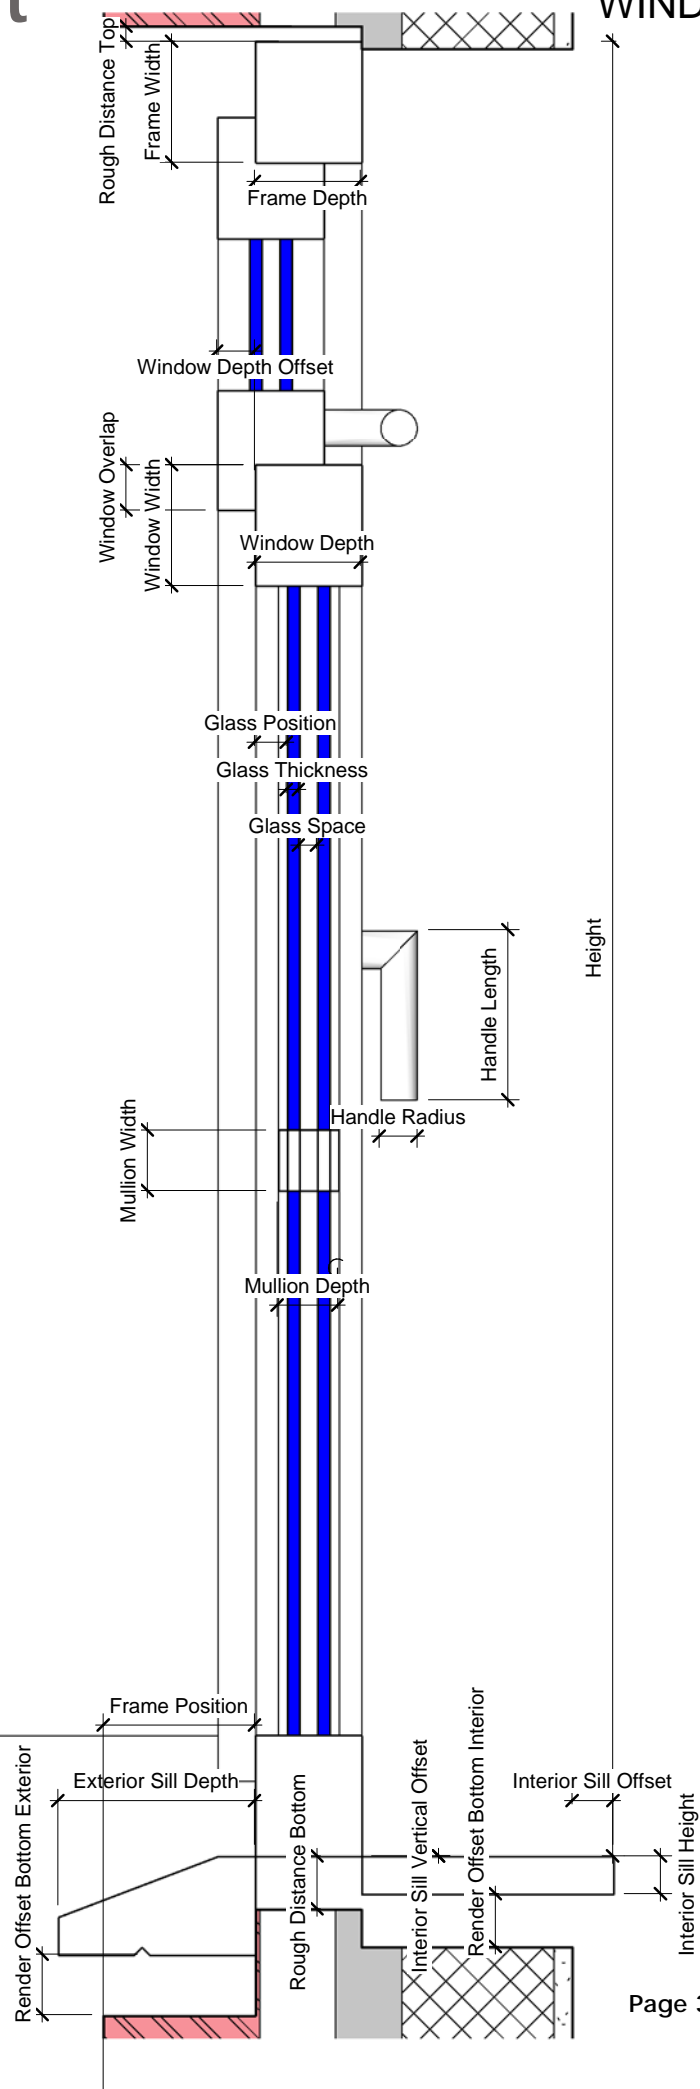 t
WIND
Rough Distance Top
Frame Width
Frame Depth
Window Depth Offset
Window Overlap
Window Width
Window Depth
Glass Position
Glass Thickness
Glass Space
Height
Handle Length
Handle Radius
Mullion Width
Mullion Depth
Frame Position
Exterior Sill Depth
Render Offset Bottom Exterior
Rough Distance Bottom
Interior Sill Vertical Offset
Render Offset Bottom Interior
Interior Sill Offset
Interior Sill Height
Page 3